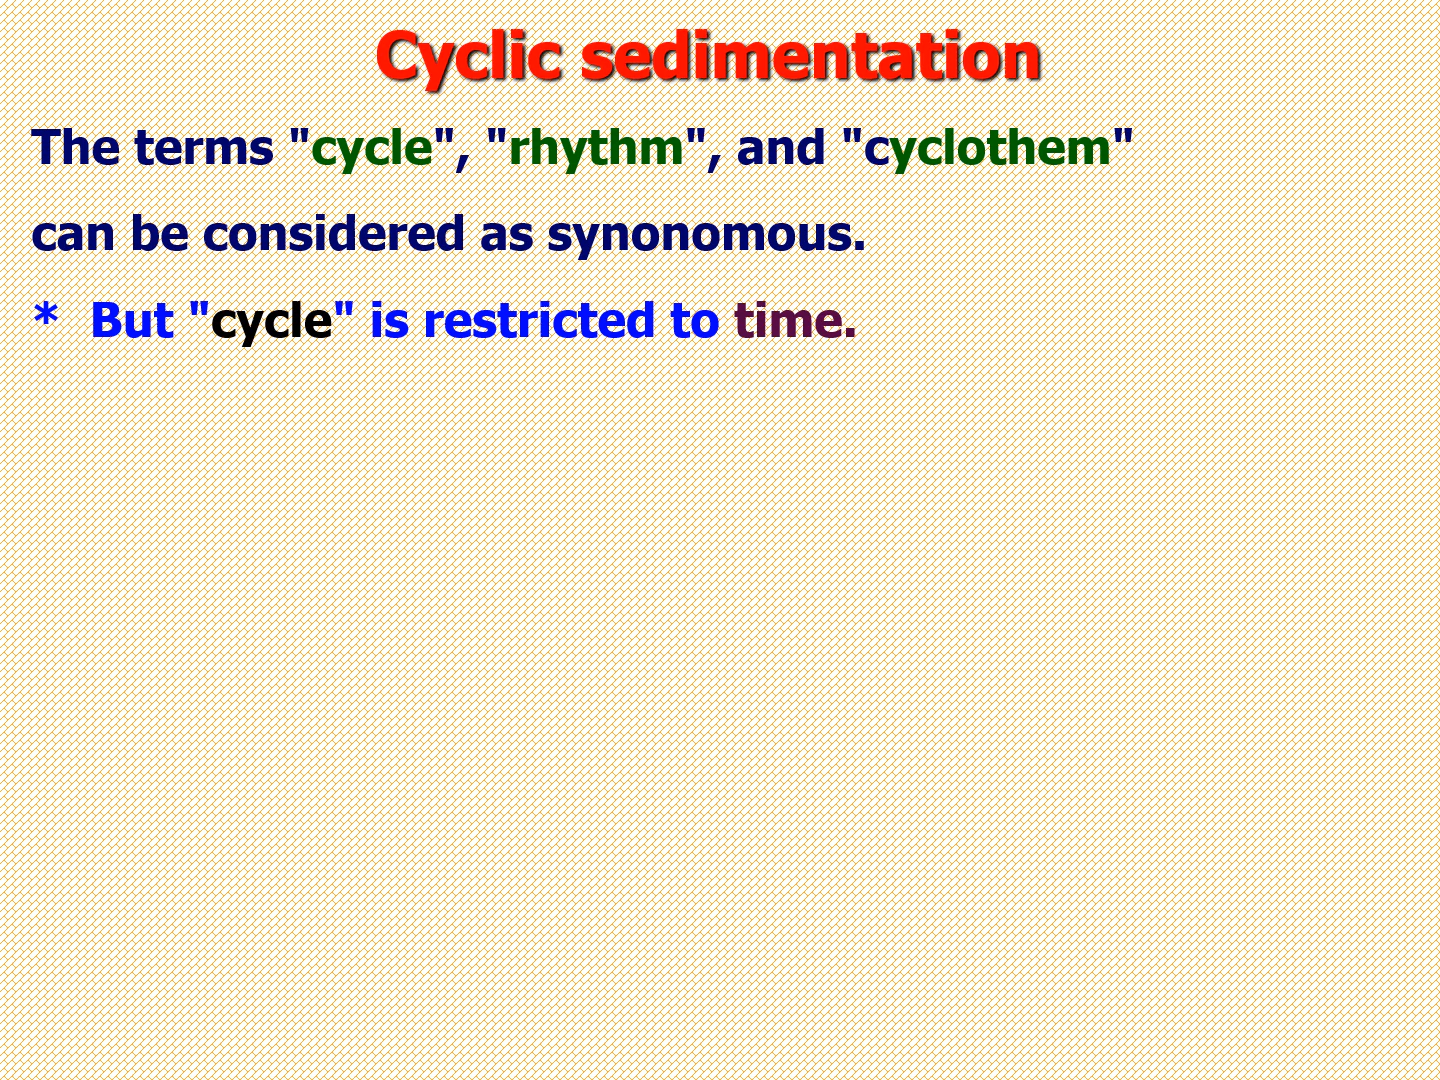 Cyclic sedimentation
The terms "cycle", "rhythm", and "cyclothem"
can be considered as synonomous.
* But "cycle" is restricted to time.